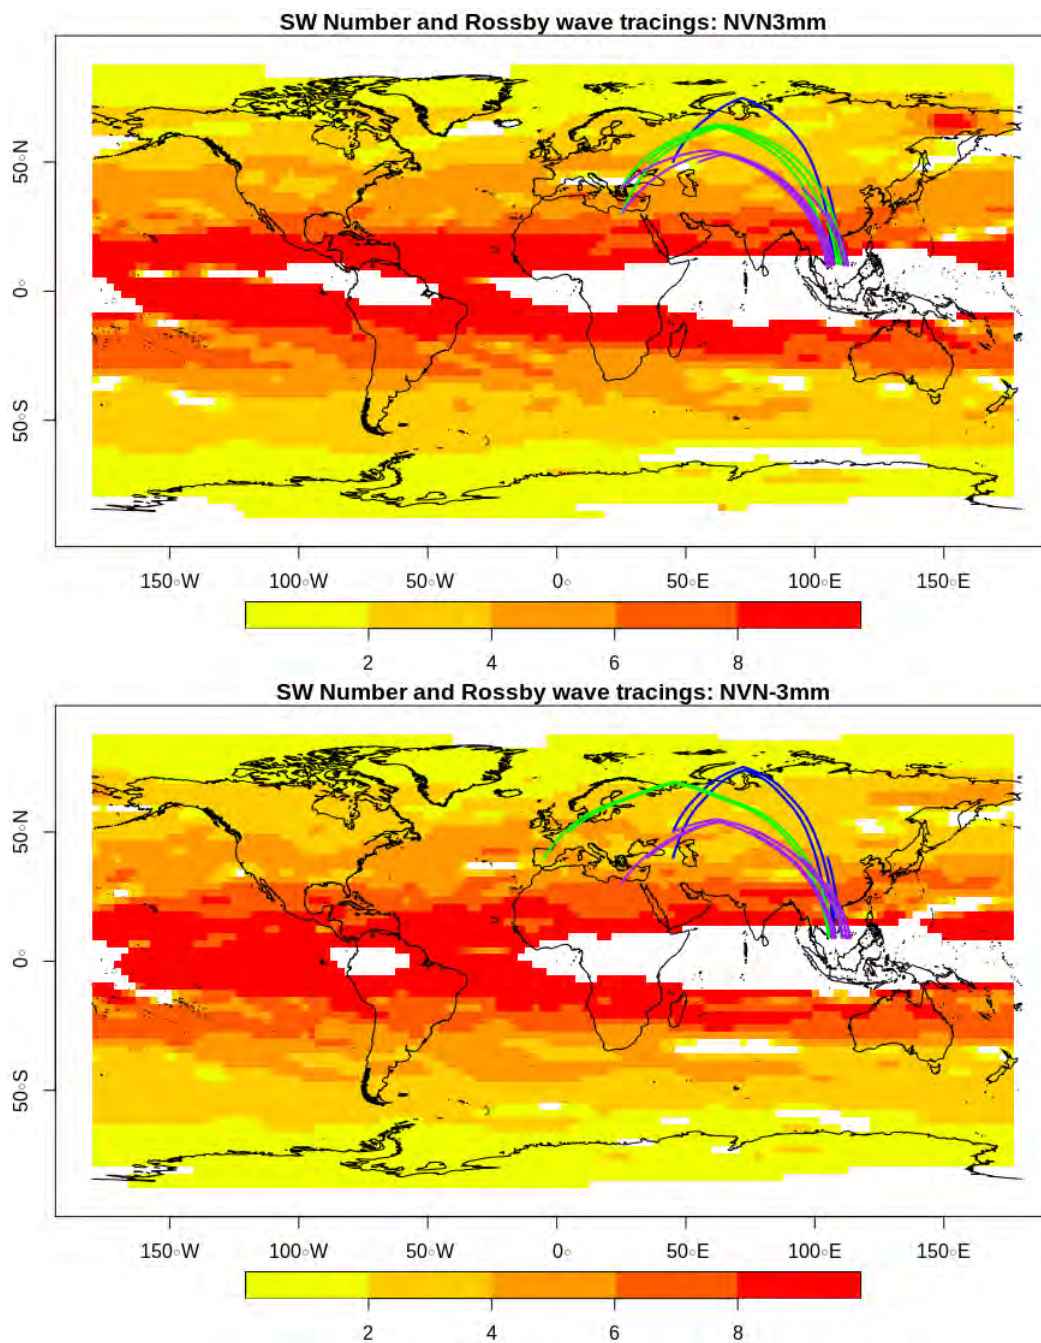 SW Number and Rossby wave tracings: NVN3mm
50◦N
0◦
50◦S
150◦W 100◦W 50◦W 0◦ 50◦E 100◦E 150◦E
2 4 6 8
SW Number and Rossby wave tracings: NVN-3mm
50◦N
0◦
50◦S
150◦W 100◦W 50◦W 0◦ 50◦E 100◦E 150◦E
2 4 6 8